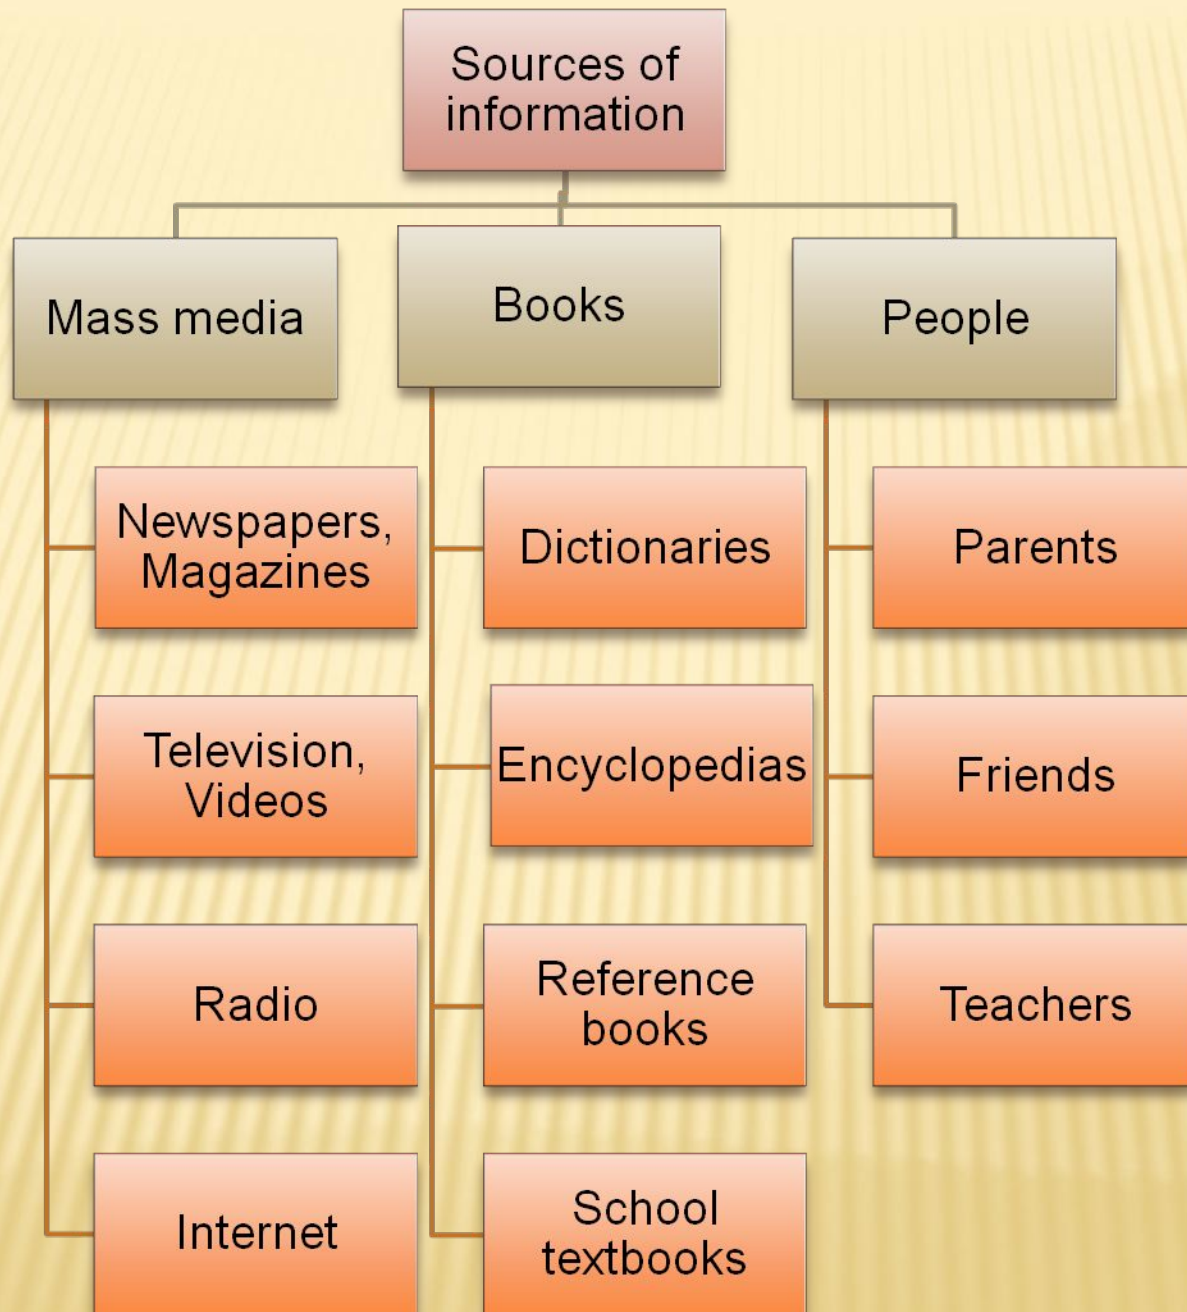 Sources of
information
Mass media
Books
People
Newspapers,
Magazines
Dictionaries
Parents
Television,
Videos
Encyclopedias
Friends
Radio
Reference
books
Teachers
Internet
School
textbooks